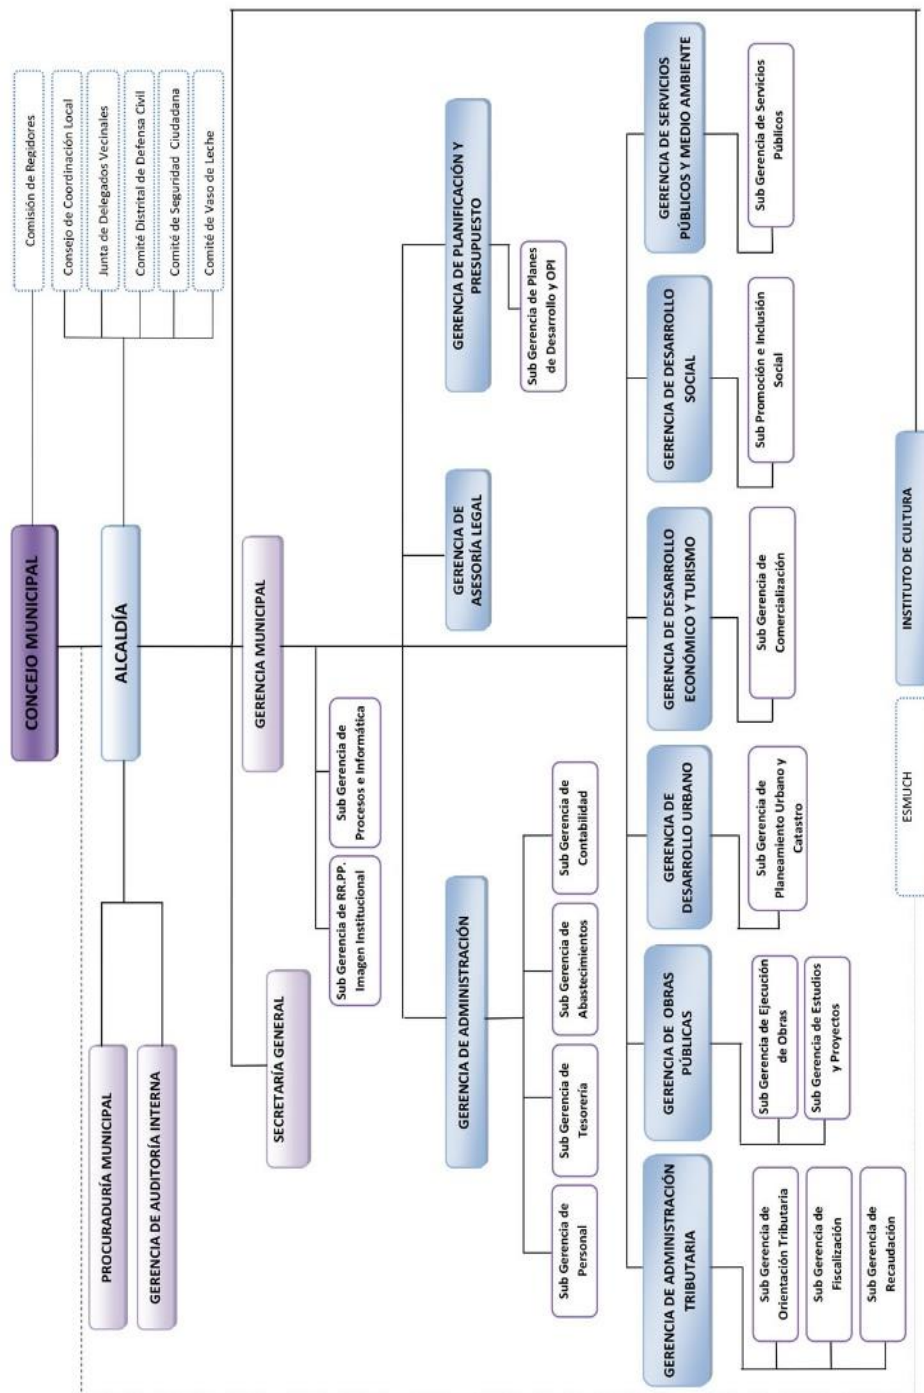 CONCEJO MUNICIPAL
Comisión de Regidores
Consejo de Coordinación Local
Junta de Delegados Vecinales
Comité Distrital de Defensa Civil
Comité de Seguridad Ciudadana
Comité de Vaso de Leche
ALCALDÍA
PROCURADURÍA MUNICIPAL
GERENCIA DE AUDITORÍA INTERNA
GERENCIA MUNICIPAL
SECRETARÍA GENERAL
Sub Gerencia de RR.PP.
Imagen Institucional
Sub Gerencia de
Procesos e Informática
GERENCIA DE ADMINISTRACIÓN
GERENCIA DE
ASESORÍA LEGAL
GERENCIA DE PLANIFICACIÓN Y
PRESUPUESTO
Sub Gerencia de Planes
de Desarrollo y OPI
Sub Gerencia de
Personal
Sub Gerencia de
Tesorería
Sub Gerencia de
Abastecimientos
Sub Gerencia de
Contabilidad
GERENCIA DE ADMINISTRACIÓN
TRIBUTARIA
GERENCIA DE OBRAS
PÚBLICAS
GERENCIA DE
DESARROLLO URBANO
GERENCIA DE DESARROLLO
ECONÓMICO Y TURISMO
GERENCIA DE DESARROLLO
SOCIAL
GERENCIA DE SERVICIOS
PÚBLICOS Y MEDIO AMBIENTE
Sub Gerencia de
Orientación Tributaria
Sub Gerencia de
Fiscalización
Sub Gerencia de
Recaudación
Sub Gerencia de Ejecución
de Obras
Sub Gerencia de Estudios
y Proyectos
Sub Gerencia de
Planeamiento Urbano y
Catastro
Sub Gerencia de
Comercialización
Sub Promoción e Inclusión
Social
Sub Gerencia de Servicios
Públicos
ESMUCH
INSTITUTO DE CULTURA